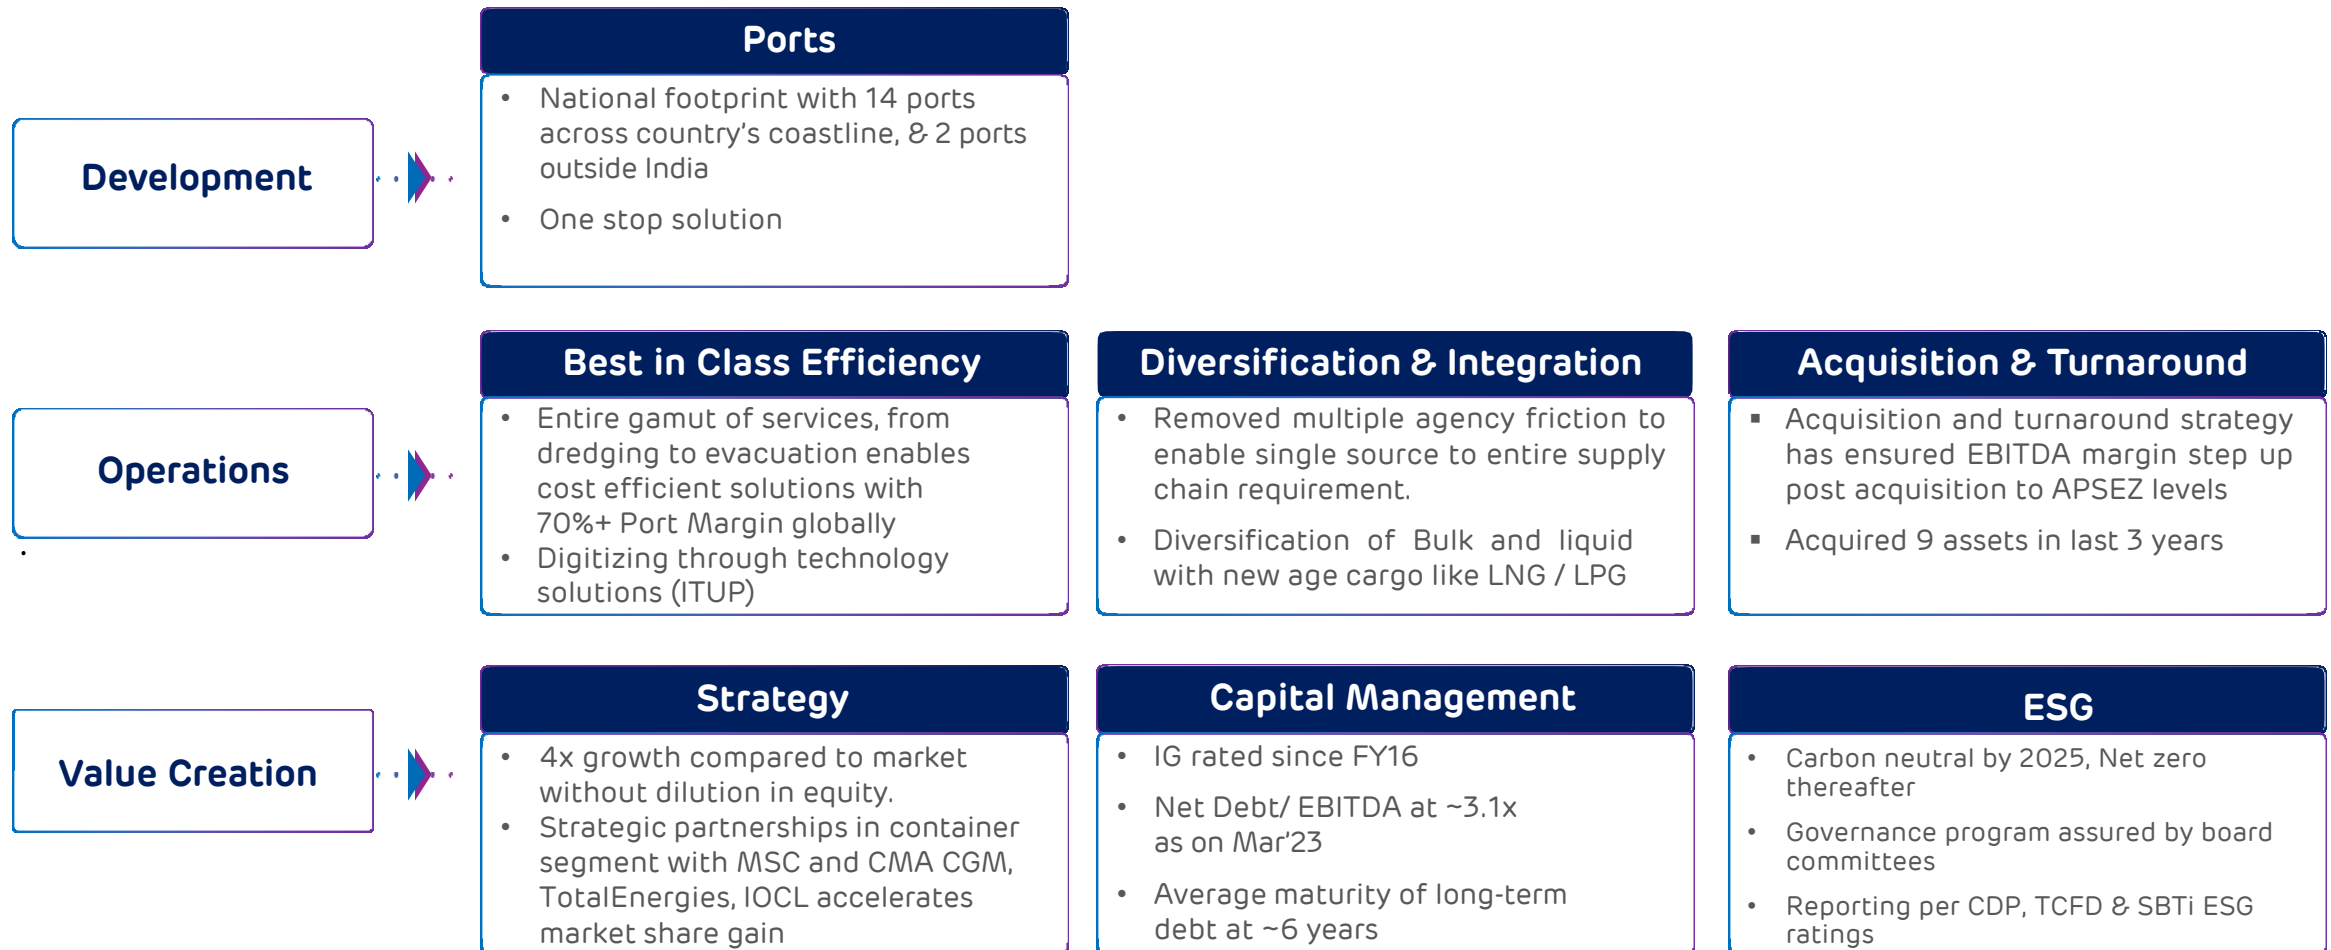 Ports
Development
• National footprint with 14 ports
across country's coastline, & 2 ports
outside India
• One stop solution
Operations
Best in Class Efficiency
• Entire gamut of services, from
dredging to evacuation enables
cost efficient solutions with
70%+ Port Margin globally
• Digitizing through technology
solutions (ITUP)
Diversification & Integration
• Removed multiple agency friction to
enable single source to entire supply
chain requirement.
• Diversification of Bulk and liquid
with new age cargo like LNG / LPG
Acquisition & Turnaround
▪ Acquisition and turnaround strategy
has ensured EBITDA margin step up
post acquisition to APSEZ levels
▪ Acquired 9 assets in last 3 years
Value Creation
Strategy
• 4x growth compared to market
without dilution in equity.
• Strategic partnerships in container
segment with MSC and CMA CGM,
TotalEnergies, IOCL accelerates
market share gain
Capital Management
• IG rated since FY16
• Net Debt/ EBITDA at ~3.1x
as on Mar'23
• Average maturity of long-term
debt at ~6 years
ESG
• Carbon neutral by 2025, Net zero
thereafter
• Governance program assured by board
committees
• Reporting per CDP, TCFD & SBTi ESG
ratings